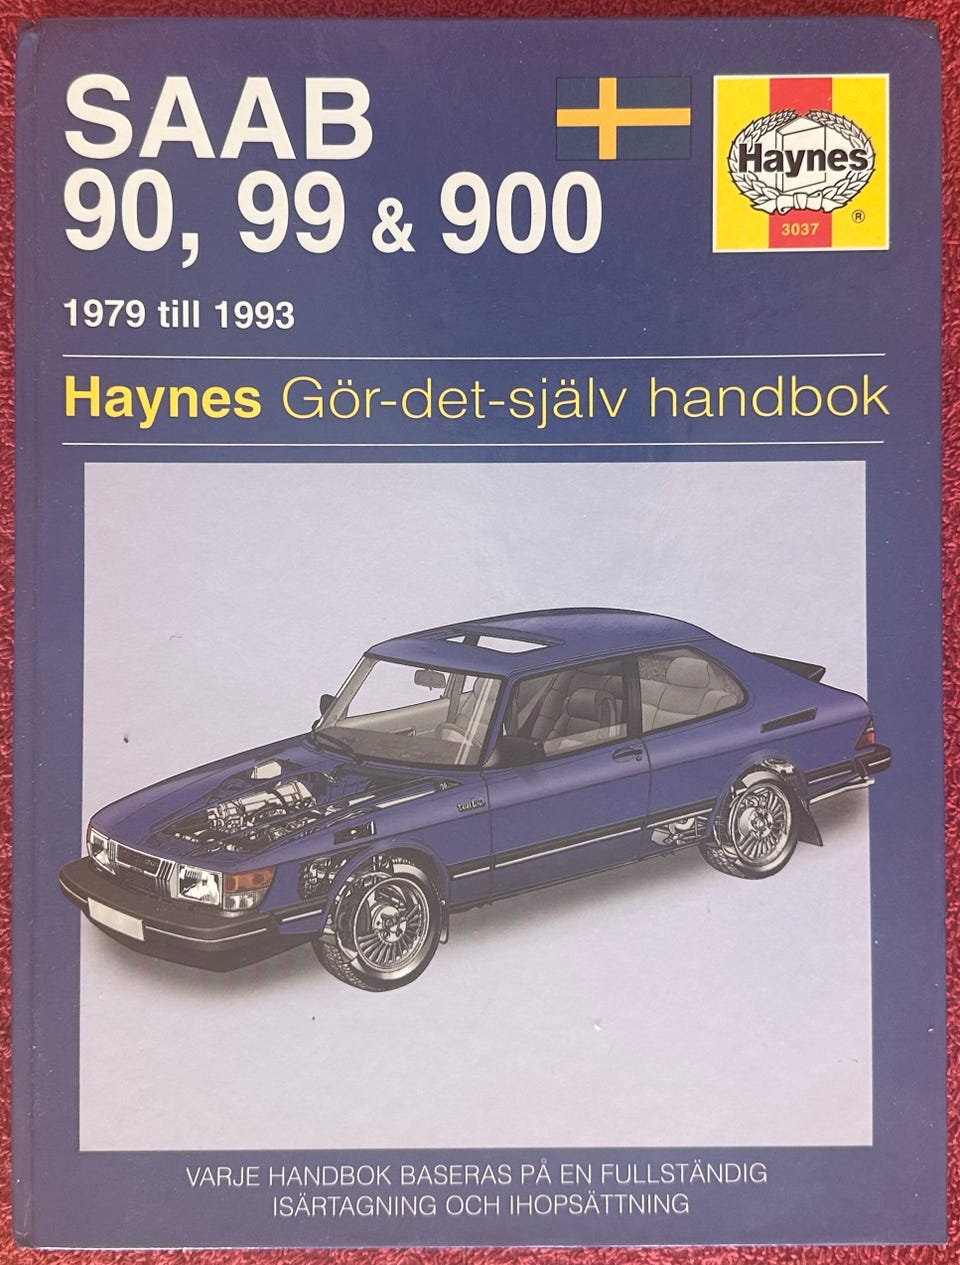 SAAB
90, 99 & 900
Haynes
®
3037
1979 till 1993
Haynes Gör-det-själv handbok
turbo
VARJE HANDBOK BASERAS PÅ EN FULLSTÄNDIG
ISÄRTAGNING OCH IHOPSÄTTNING